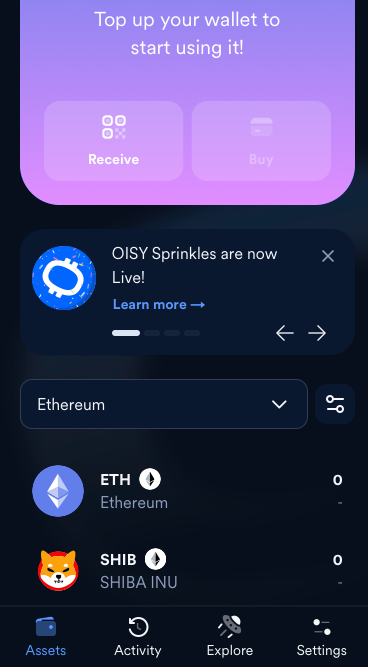 Top up your wallet to
start using it!
Receive
Buy
OISY Sprinkles are now
Live!
Learn more →
Ethereum
ETH
0
Ethereum
-
SHIB
0
SHIBA INU
-
Assets
Activity
Explore
Settings